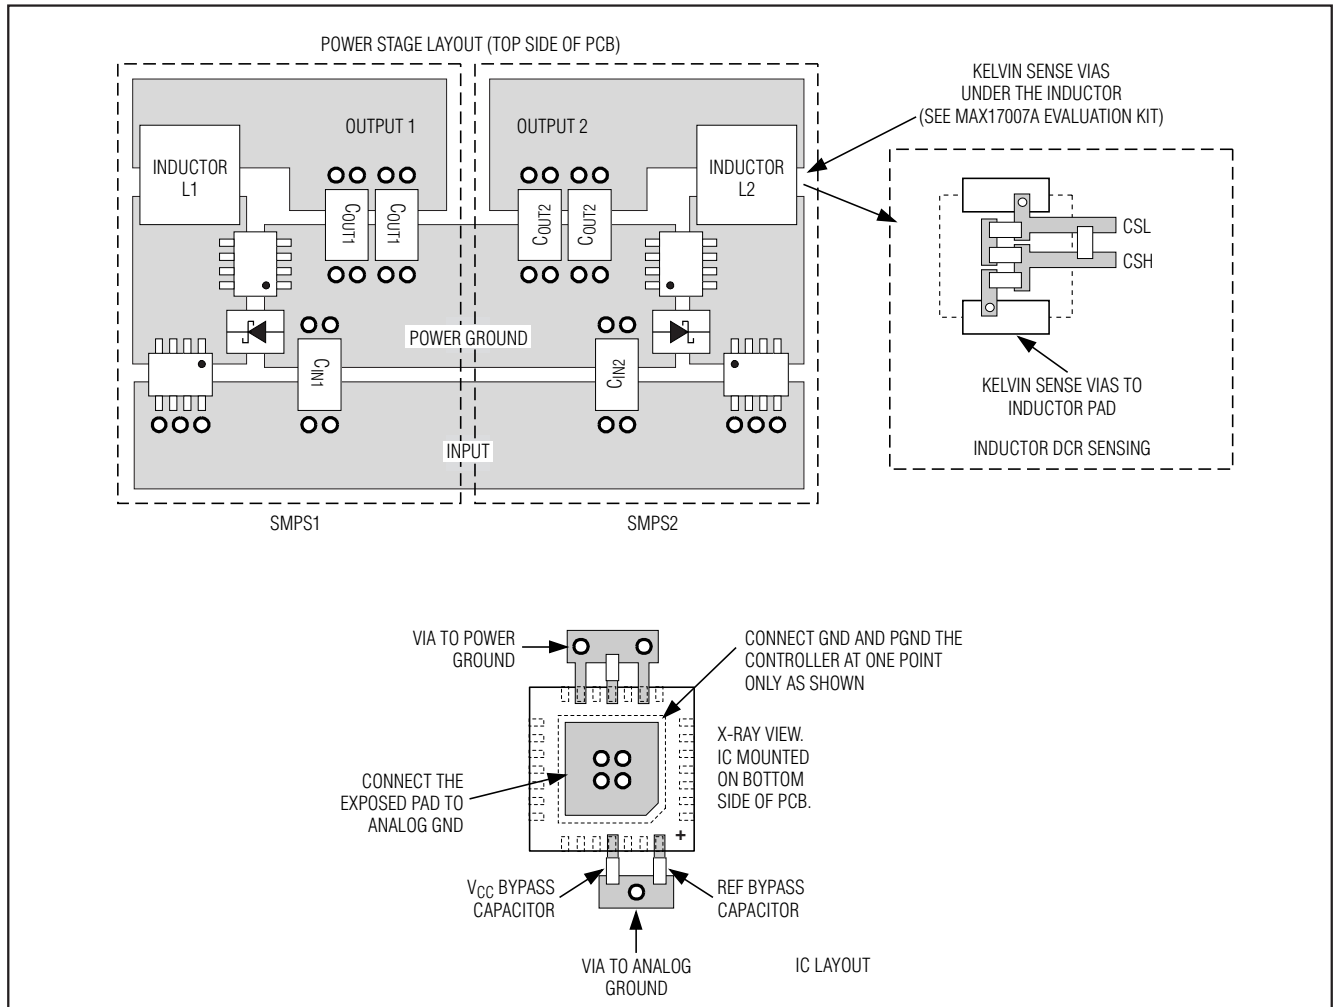 POWER STAGE LAYOUT (TOP SIDE OF PCB)
KELVIN SENSE VIAS
UNDER THE INDUCTOR
(SEE MAX17007A EVALUATION KIT)
OUTPUT 1
OUTPUT 2
INDUCTOR
L1
INDUCTOR
L2
COUT1
COUT1
COUT2
COUT2
CSL
CSH
POWER GROUND
CIN1
CIN2
KELVIN SENSE VIAS TO
INDUCTOR PAD
INPUT
INDUCTOR DCR SENSING
SMPS1
SMPS2
VIA TO POWER
GROUND
CONNECT GND AND PGND THE
CONTROLLER AT ONE POINT
ONLY AS SHOWN
X-RAY VIEW.
IC MOUNTED
ON BOTTOM
SIDE OF PCB.
CONNECT THE
EXPOSED PAD TO
ANALOG GND
+
VCC BYPASS
CAPACITOR
REF BYPASS
CAPACITOR
VIA TO ANALOG
GROUND
IC LAYOUT